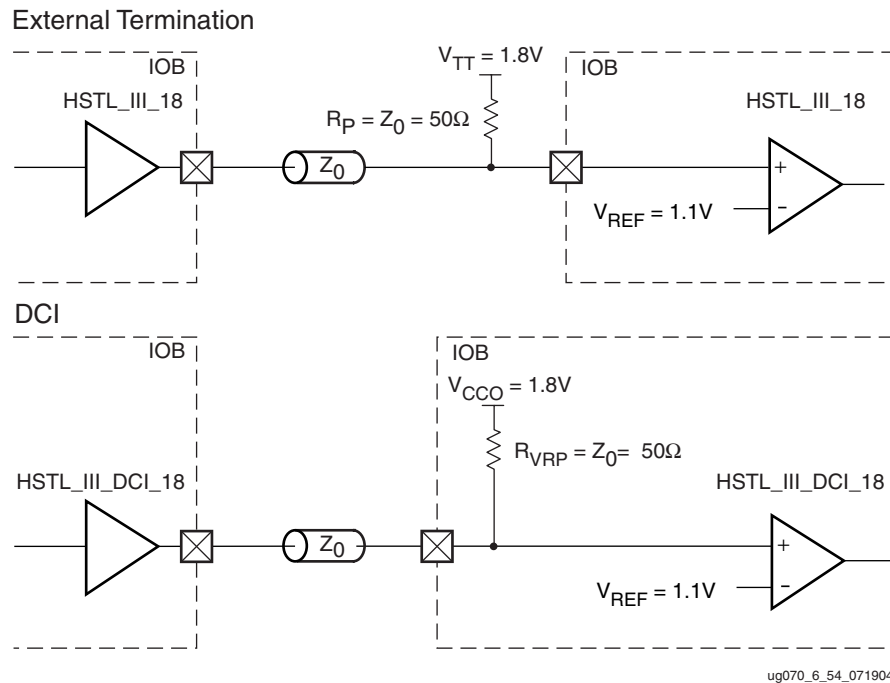 External Termination
IOB
HSTL_III_18
V_TT = 1.8V
R_P = Z_0 = 50Ω
Z_0
IOB
HSTL_III_18
+
–
V_REF = 1.1V
DCI
IOB
HSTL_III_DCI_18
Z_0
IOB
V_CCO = 1.8V
R_VRP = Z_0 = 50Ω
HSTL_III_DCI_18
+
–
V_REF = 1.1V
ug070_6_54_071904